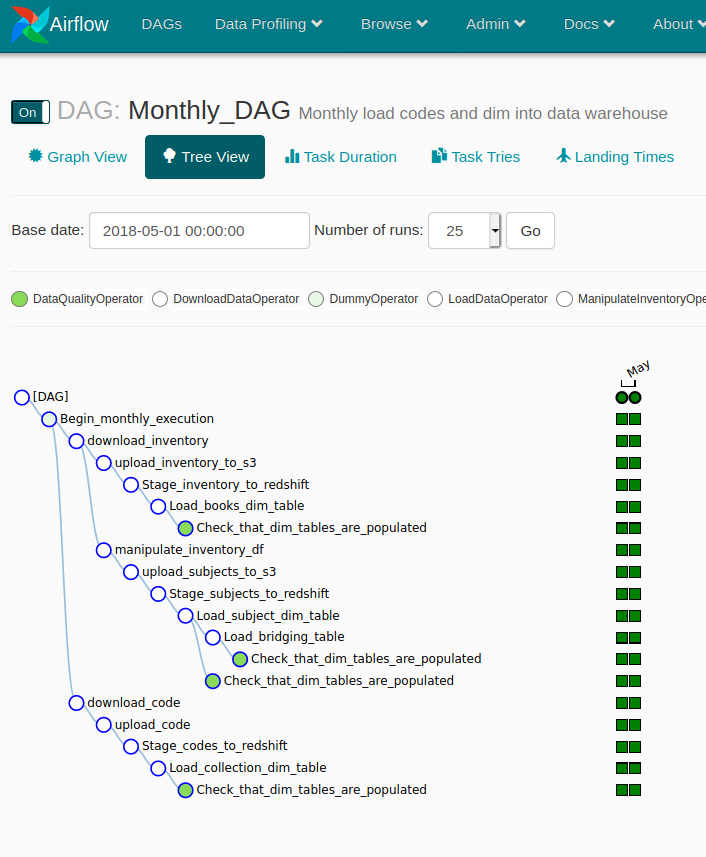 Airflow DAGs Data Profiling Browse Admin Docs About
On DAG: Monthly_DAG Monthly load codes and dim into data warehouse
Graph View Tree View Task Duration Task Tries Landing Times
Base date: 2018-05-01 00:00:00 Number of runs: 25 Go
DataQualityOperator DownloadDataOperator DummyOperator LoadDataOperator ManipulateInventoryOpe
May
[DAG]
Begin_monthly_execution
download_inventory
upload_inventory_to_s3
Stage_inventory_to_redshift
Load_books_dim_table
Check_that_dim_tables_are_populated
manipulate_inventory_df
upload_subjects_to_s3
Stage_subjects_to_redshift
Load_subject_dim_table
Load_bridging_table
Check_that_dim_tables_are_populated
Check_that_dim_tables_are_populated
download_code
upload_code
Stage_codes_to_redshift
Load_collection_dim_table
Check_that_dim_tables_are_populated